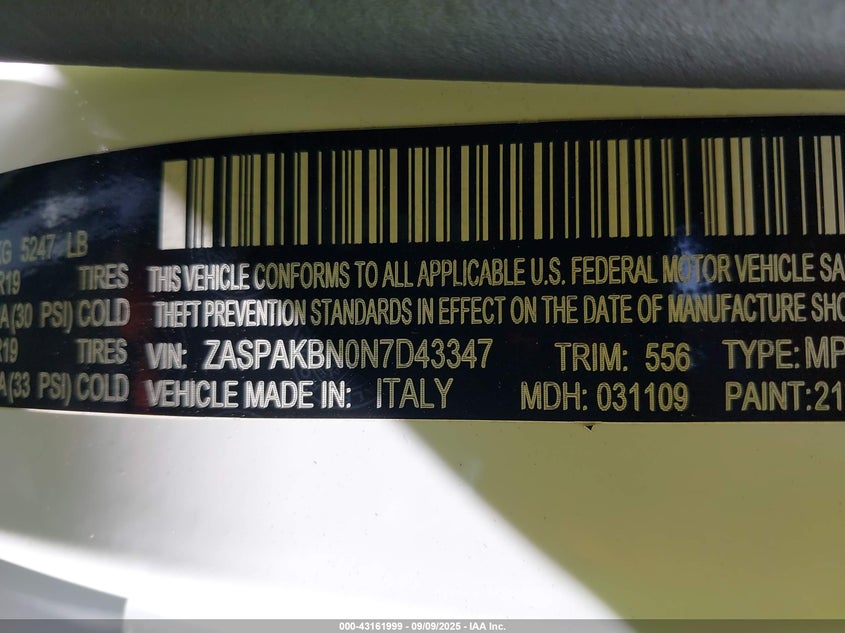 KG 5247 LB
R19 TIRES THIS VEHICLE CONFORMS TO ALL APPLICABLE U.S. FEDERAL MOTOR VEHICLE SA
A(30 PSI) COLD THEFT PREVENTION STANDARDS IN EFFECT ON THE DATE OF MANUFACTURE SHO
R19 TIRES VIN: ZASPAKBN0N7D43347 TRIM: 556 TYPE: MP
A(33 PSI) COLD VEHICLE MADE IN: ITALY MDH: 031109 PAINT:21
000-43161999 - 09/09/2025 - IAA Inc.